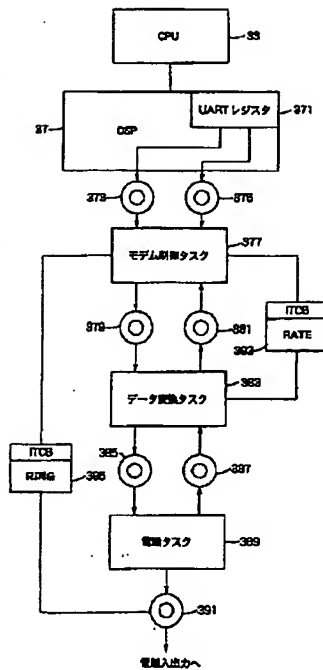 CPU
33
37
DSP
UARTレジスタ
371
373
375
モデム制御タスク
377
379
381
ITCB
RATE
393
データ変換タスク
383
385
387
ITCB
RING
395
電話タスク
389
391
電話入出力へ